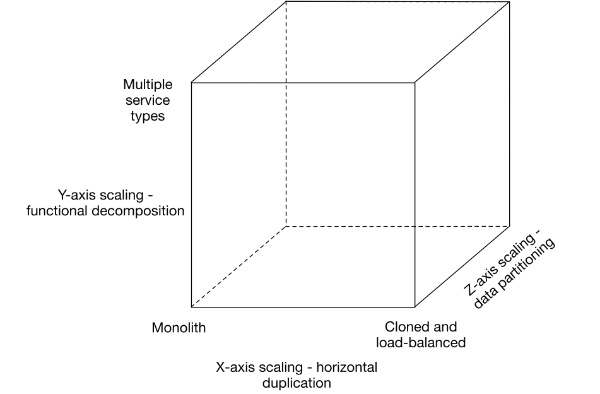 Multiple
service
types
Y-axis scaling -
functional decomposition
Z-axis scaling -
data partitioning
Monolith
Cloned and
load-balanced
X-axis scaling - horizontal
duplication